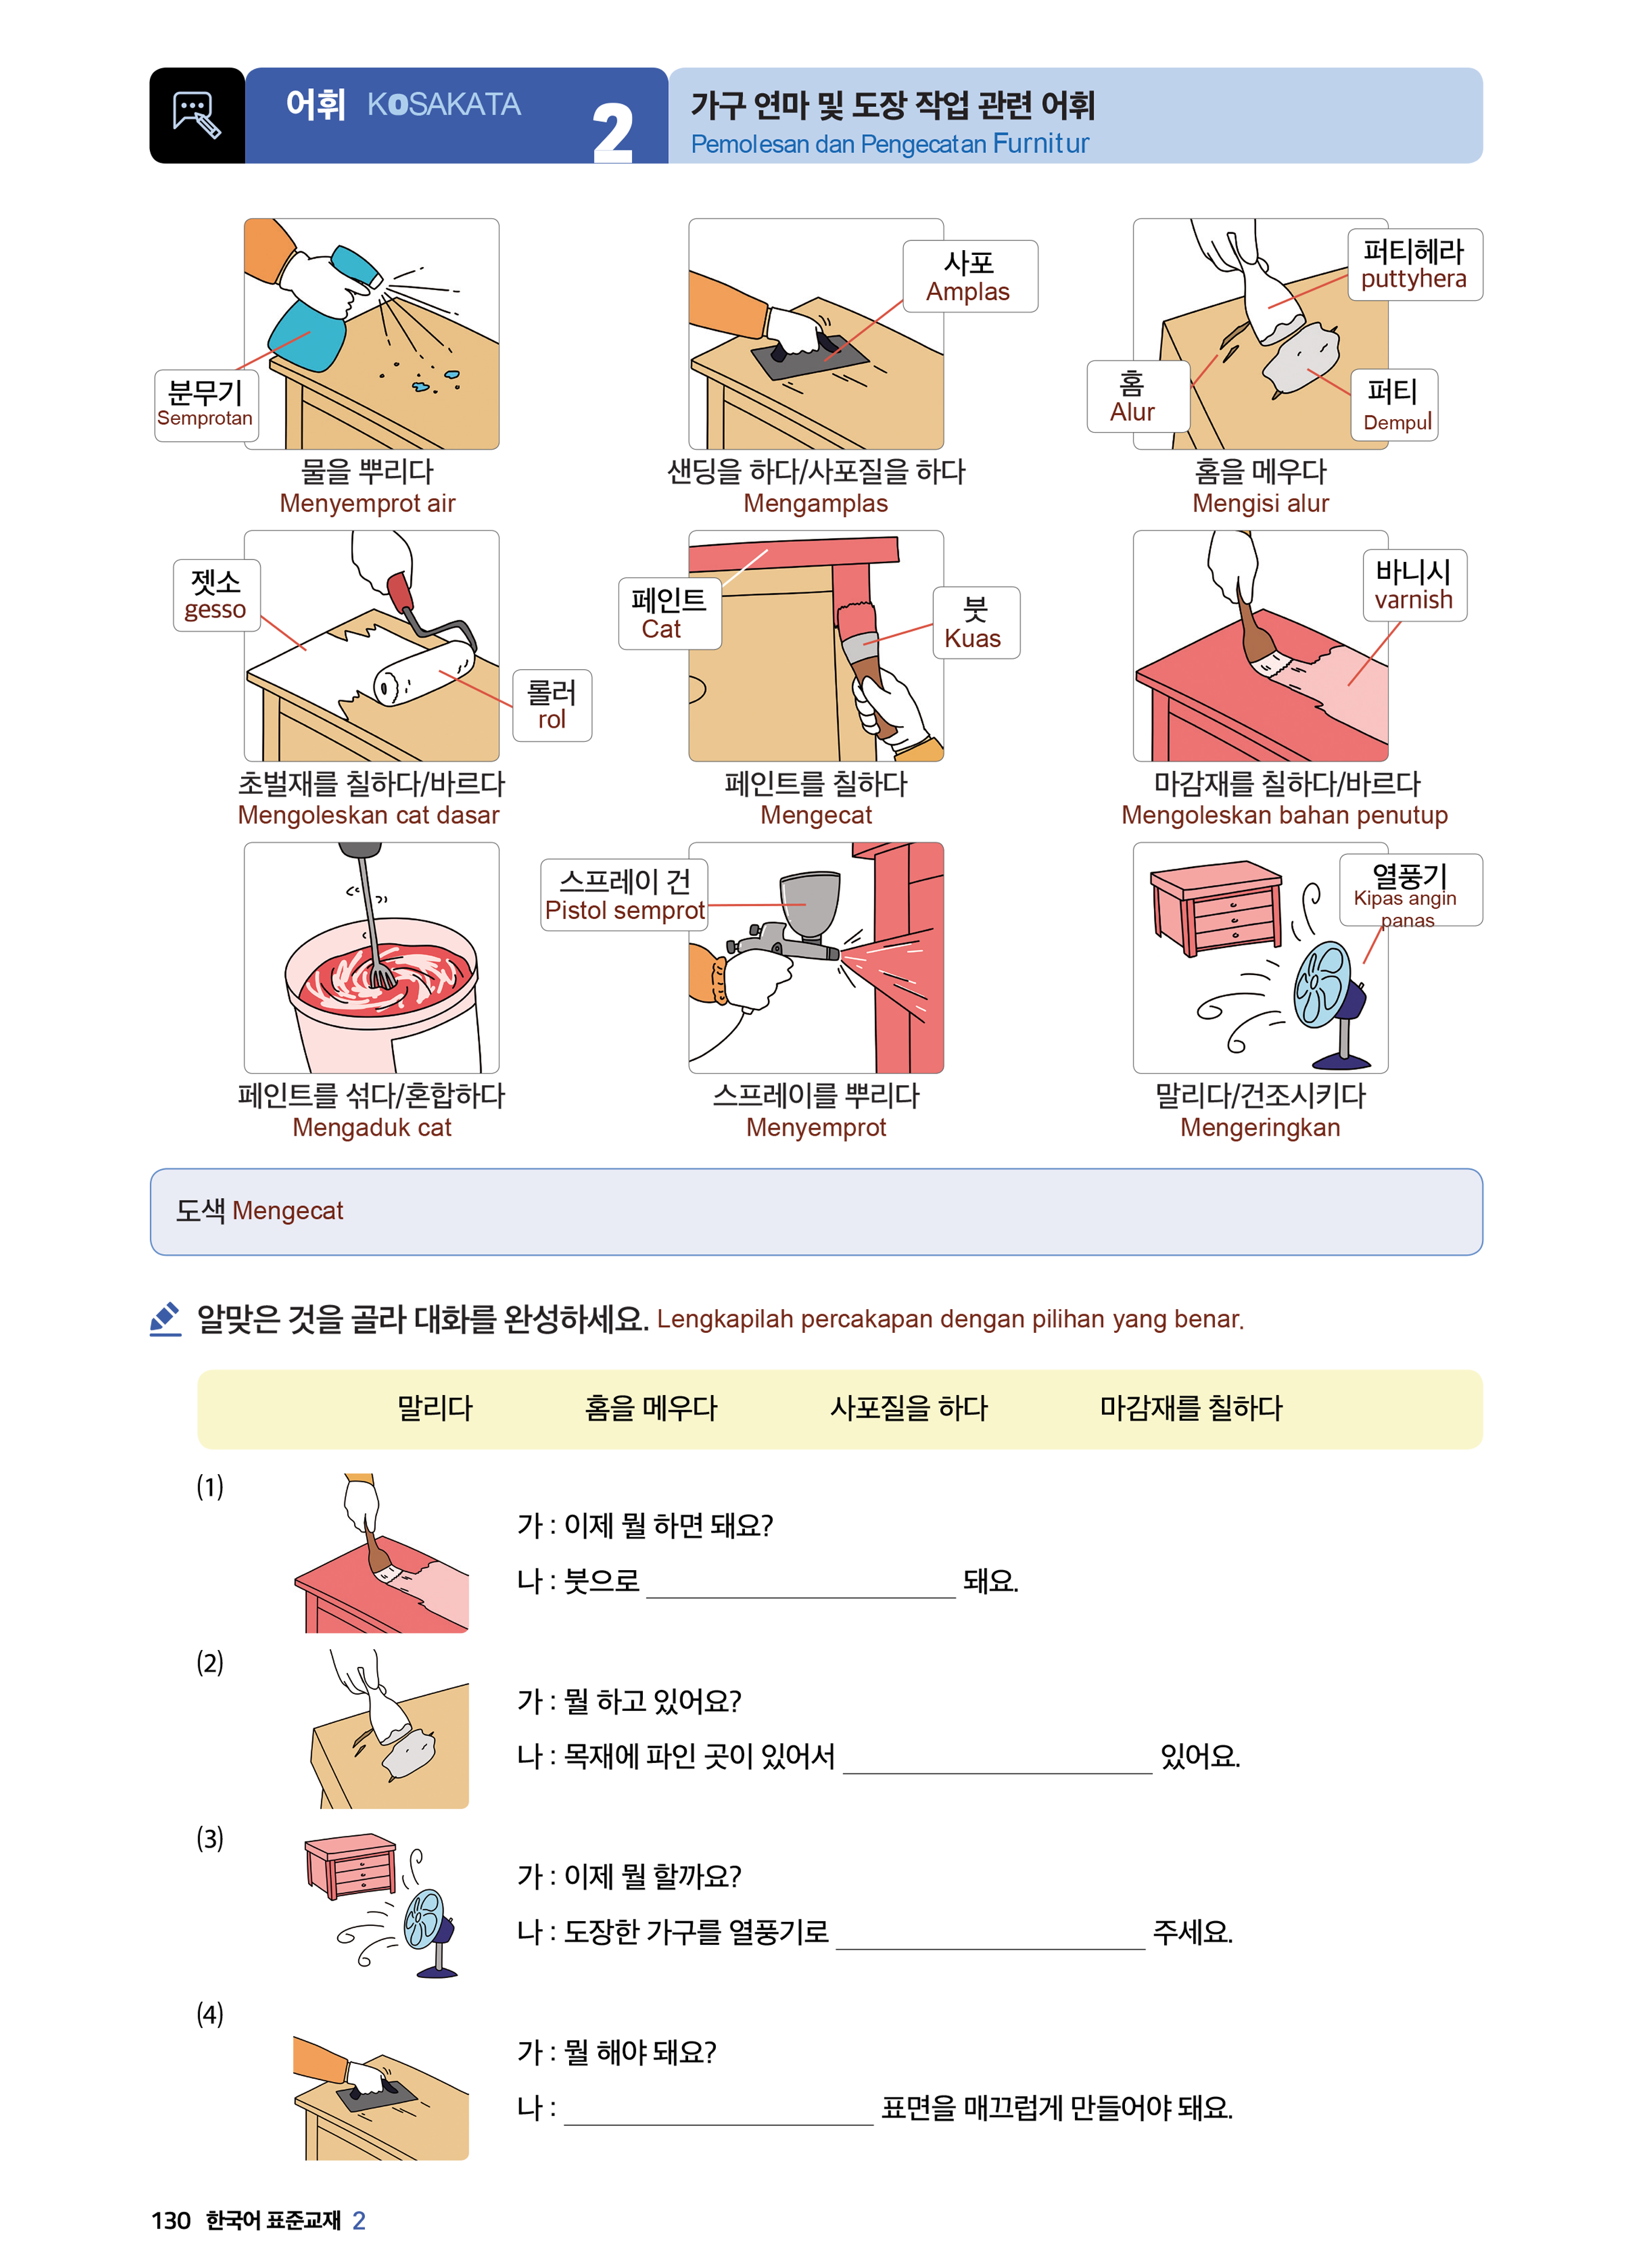 어휘 KOSAKATA 2
가구 연마 및 도장 작업 관련 어휘
Pemolesan dan Pengecatan Furnitur
분무기
Semprotan
물을 뿌리다
Menyemprot air
사포
Amplas
샌딩을 하다/사포질을 하다
Mengamplas
퍼티헤라
puttyhera
홈
Alur
퍼티
Dempul
홈을 메우다
Mengisi alur
젯소
gesso
롤러
rol
초벌재를 칠하다/바르다
Mengoleskan cat dasar
페인트
Cat
붓
Kuas
페인트를 칠하다
Mengecat
바니시
varnish
마감재를 칠하다/바르다
Mengoleskan bahan penutup
페인트를 섞다/혼합하다
Mengaduk cat
스프레이 건
Pistol semprot
스프레이를 뿌리다
Menyemprot
열풍기
Kipas angin
panas
말리다/건조시키다
Mengeringkan
도색 Mengecat
알맞은 것을 골라 대화를 완성하세요. Lengkapilah percakapan dengan pilihan yang benar.
말리다 홈을 메우다 사포질을 하다 마감재를 칠하다
(1)
가 : 이제 뭘 하면 돼요?
나 : 붓으로 ____________________ 돼요.
(2)
가 : 뭘 하고 있어요?
나 : 목재에 파인 곳이 있어서 ____________________ 있어요.
(3)
가 : 이제 뭘 할까요?
나 : 도장한 가구를 열풍기로 ____________________ 주세요.
(4)
가 : 뭘 해야 돼요?
나 : ____________________ 표면을 매끄럽게 만들어야 돼요.
130 한국어 표준교재 2